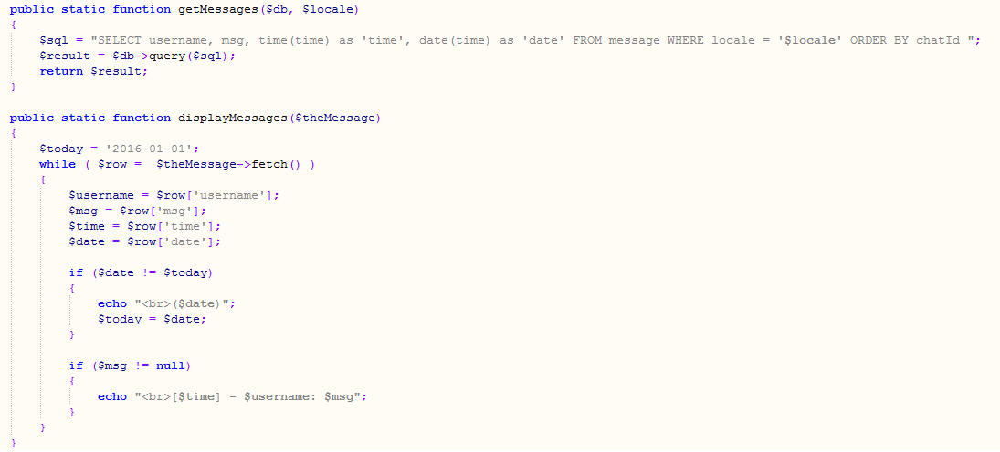 public static function getMessages($db, $locale)
{
$sql = "SELECT username, msg, time(time) as 'time', date(time) as 'date' FROM message WHERE locale = '$locale' ORDER BY chatId ";
$result = $db->query($sql);
return $result;
}
public static function displayMessages($theMessage)
{
$today = '2016-01-01';
while ( $row =  $theMessage->fetch() )
{
$username = $row['username'];
$msg = $row['msg'];
$time = $row['time'];
$date = $row['date'];
if ($date != $today)
{
echo "<br>($date)";
$today = $date;
}
if ($msg != null)
{
echo "<br>[$time] - $username: $msg";
}
}
}